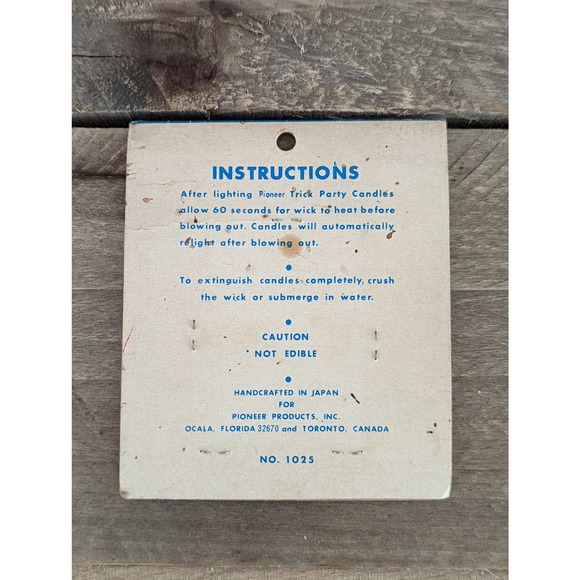 INSTRUCTIONS
After lighting Pioneer Trick Party Candles
allow 60 seconds for wick to heat before
blowing out. Candles will automatically
relight after blowing out.
To extinguish candles completely, crush
the wick or submerge in water.
CAUTION
NOT EDIBLE
HANDCRAFTED IN JAPAN
FOR
PIONEER PRODUCTS, INC.
OCALA, FLORIDA 32670 and TORONTO, CANADA
NO. 1025